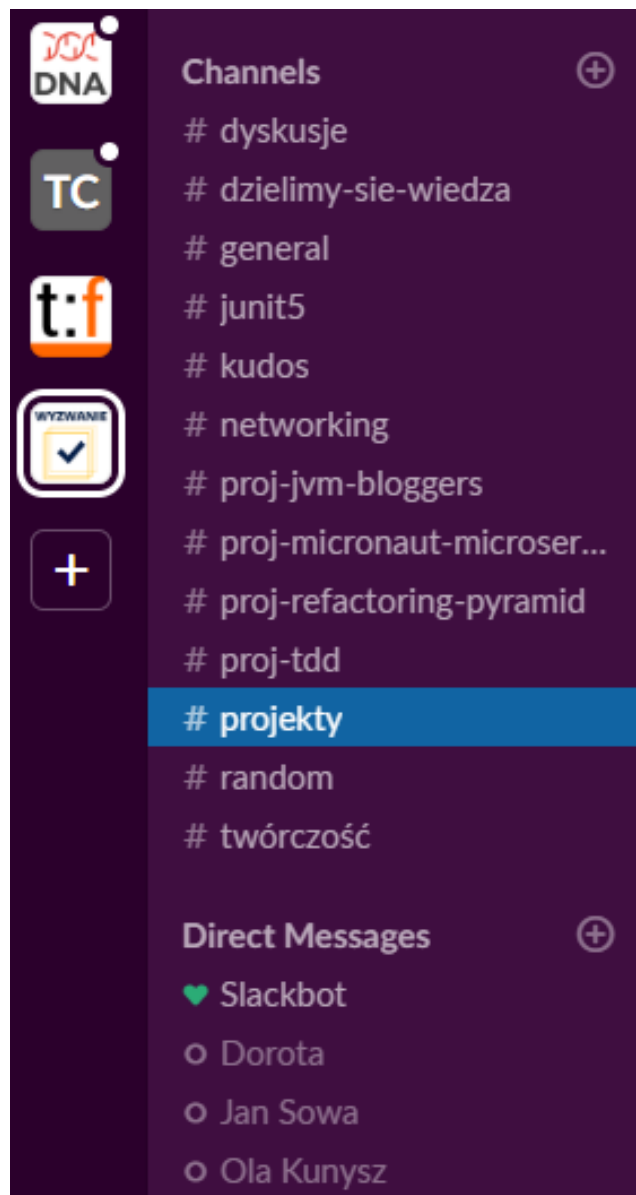 DNA
TC
t:f
WYZWANIE
+
Channels
# dyskusje
# dzielimy-sie-wiedza
# general
# junit5
# kudos
# networking
# proj-jvm-bloggers
# proj-micronaut-microser...
# proj-refactoring-pyramid
# proj-tdd
# projekty
# random
# twórczość
Direct Messages
Slackbot
Dorota
Jan Sowa
Ola Kunysz